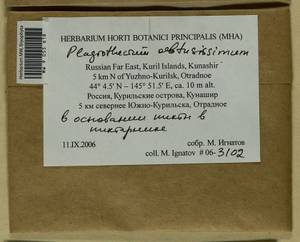 HERBARIUM HORTI BOTANICI PRINCIPALIS (MHA)
Plagiothecium obtusissimum
Russian Far East, Kuril Islands, Kunashir
5 km N of Yuzhno-Kurilsk, Otradnoe
44° 4.5' N – 145° 51.5' E, ca. 10 m alt.
Россия, Курильские острова, Кунашир
5 км севернее Южно-Курильска, Отрадное
в основании пихты в
пихтарнике
11.IX.2006
собр. М. Игнатов
coll. M. Ignatov # 06-3102